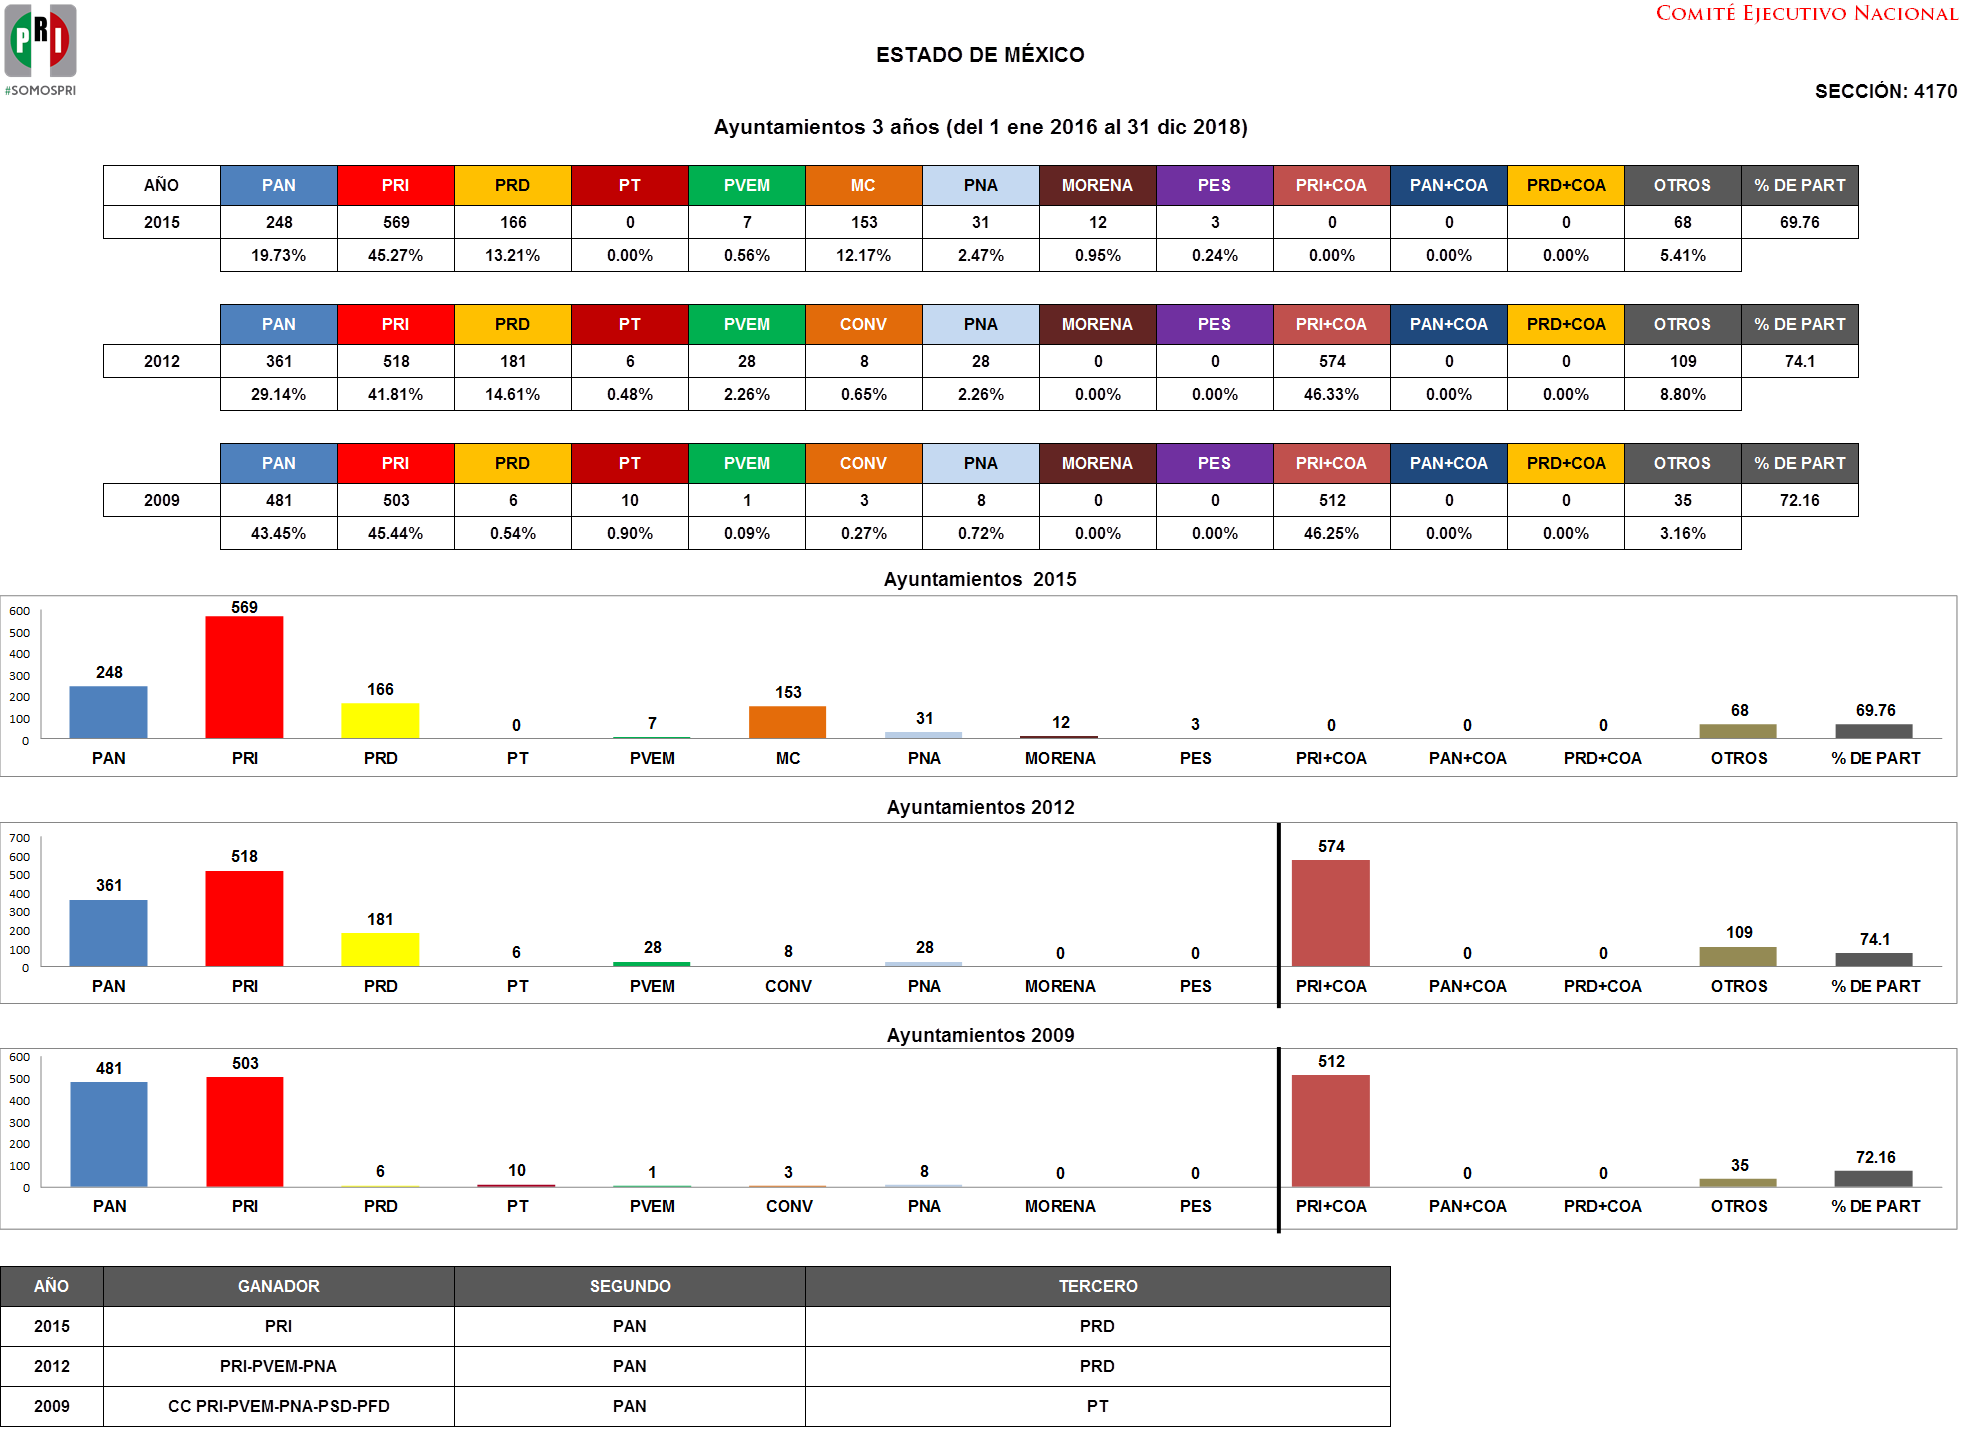 COMITÉ EJECUTIVO NACIONAL
PRI
#SOMOSPRI
ESTADO DE MÉXICO
SECCIÓN: 4170
Ayuntamientos 3 años (del 1 ene 2016 al 31 dic 2018)
AÑO PAN PRI PRD PT PVEM MC PNA MORENA PES PRI+COA PAN+COA PRD+COA OTROS % DE PART
2015 248 569 166 0 7 153 31 12 3 0 0 0 68 69.76
19.73% 45.27% 13.21% 0.00% 0.56% 12.17% 2.47% 0.95% 0.24% 0.00% 0.00% 0.00% 5.41%
PAN PRI PRD PT PVEM CONV PNA MORENA PES PRI+COA PAN+COA PRD+COA OTROS % DE PART
2012 361 518 181 6 28 8 28 0 0 574 0 0 109 74.1
29.14% 41.81% 14.61% 0.48% 2.26% 0.65% 2.26% 0.00% 0.00% 46.33% 0.00% 0.00% 8.80%
PAN PRI PRD PT PVEM CONV PNA MORENA PES PRI+COA PAN+COA PRD+COA OTROS % DE PART
2009 481 503 6 10 1 3 8 0 0 512 0 0 35 72.16
43.45% 45.44% 0.54% 0.90% 0.09% 0.27% 0.72% 0.00% 0.00% 46.25% 0.00% 0.00% 3.16%
Ayuntamientos 2015
600
500
400
300
200
100
0
248 569 166 0 7 153 31 12 3 0 0 0 68 69.76
PAN PRI PRD PT PVEM MC PNA MORENA PES PRI+COA PAN+COA PRD+COA OTROS % DE PART
Ayuntamientos 2012
700
600
500
400
300
200
100
0
361 518 181 6 28 8 28 0 0 574 0 0 109 74.1
PAN PRI PRD PT PVEM CONV PNA MORENA PES PRI+COA PAN+COA PRD+COA OTROS % DE PART
Ayuntamientos 2009
600
500
400
300
200
100
0
481 503 6 10 1 3 8 0 0 512 0 0 35 72.16
PAN PRI PRD PT PVEM CONV PNA MORENA PES PRI+COA PAN+COA PRD+COA OTROS % DE PART
AÑO GANADOR SEGUNDO TERCERO
2015 PRI PAN PRD
2012 PRI-PVEM-PNA PAN PRD
2009 CC PRI-PVEM-PNA-PSD-PFD PAN PT